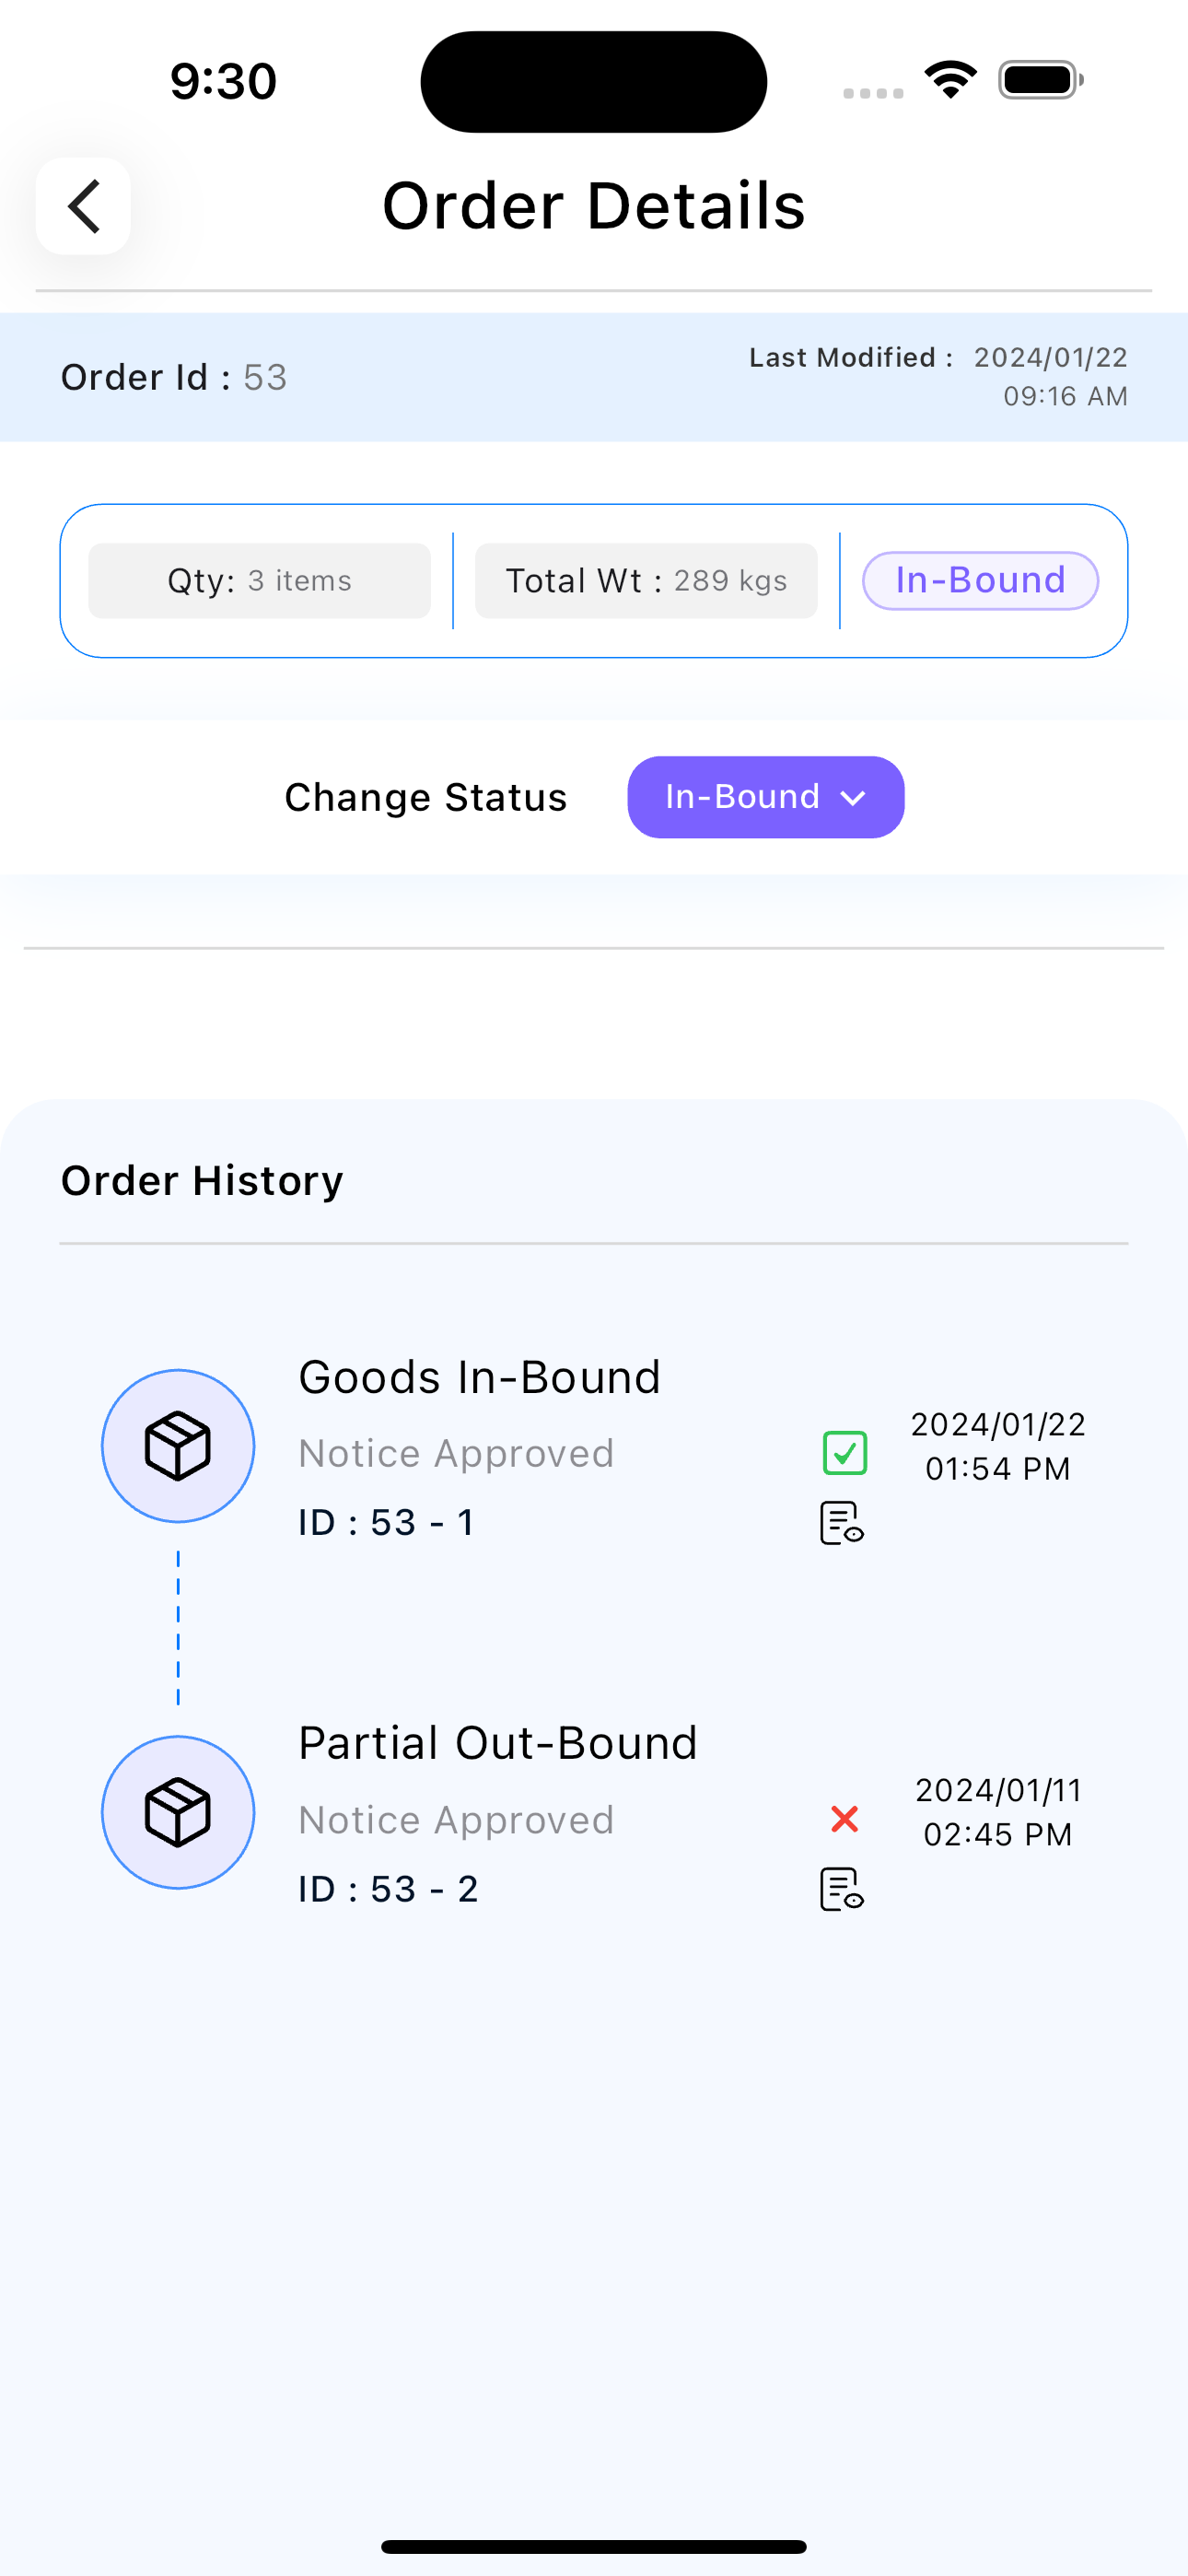 9:30
Order Details
Order Id : 53
Last Modified : 2024/01/22
09:16 AM
Qty: 3 items
Total Wt : 289 kgs
In-Bound
Change Status
In-Bound
Order History
Goods In-Bound
Notice Approved
ID : 53 - 1
2024/01/22
01:54 PM
Partial Out-Bound
Notice Approved
ID : 53 - 2
2024/01/11
02:45 PM